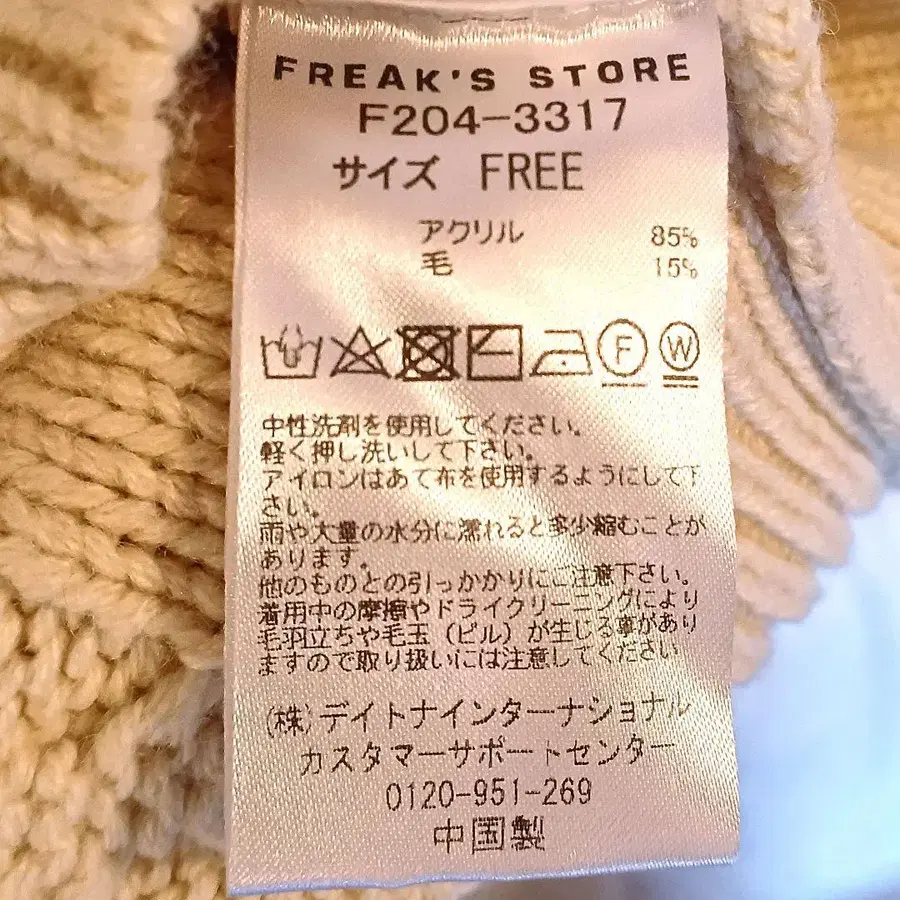 FREAK'S STORE
F204-3317
サイズ FREE
アクリル 85%
毛 15%
F W
中性洗剤を使用してください。
軽く押し洗いして下さい。
アイロンはあて布を使用するようにして下
さい。
雨や大量の水分に濡れると多少縮むことが
あります。
他のものとの引っかかりにご注意下さい。
着用中の摩擦やドライクリーニングにより
毛羽立ちや毛玉（ピル）が生じる事があり
ますので取り扱いには注意してください
(株)デイトナインターナショナル
カスタマーサポートセンター
0120-951-269
中国製